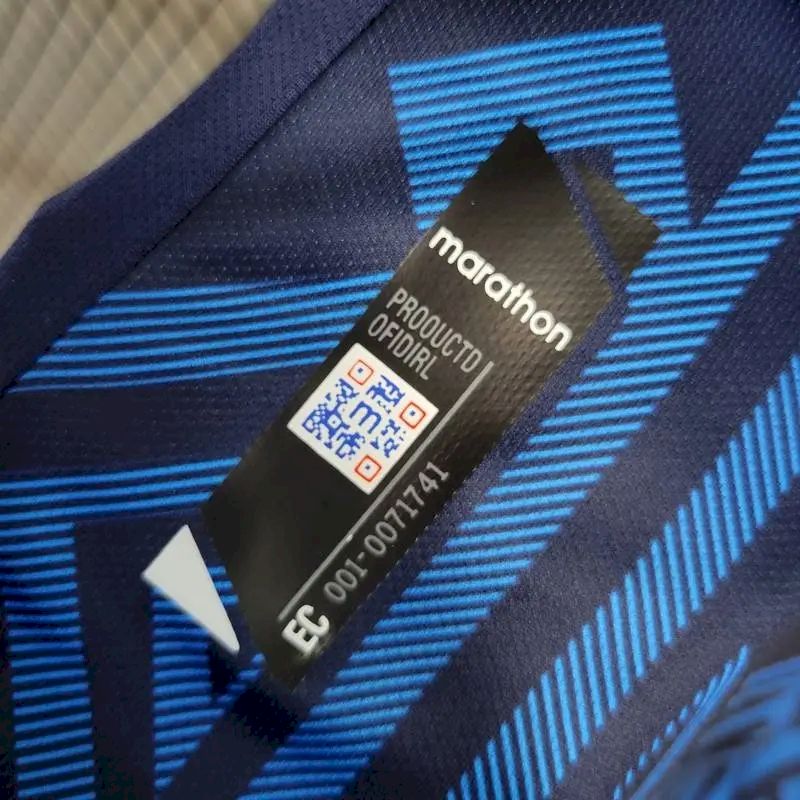 marathon
PROOUCTD
OFIDIRL
m
EC 001-0071741